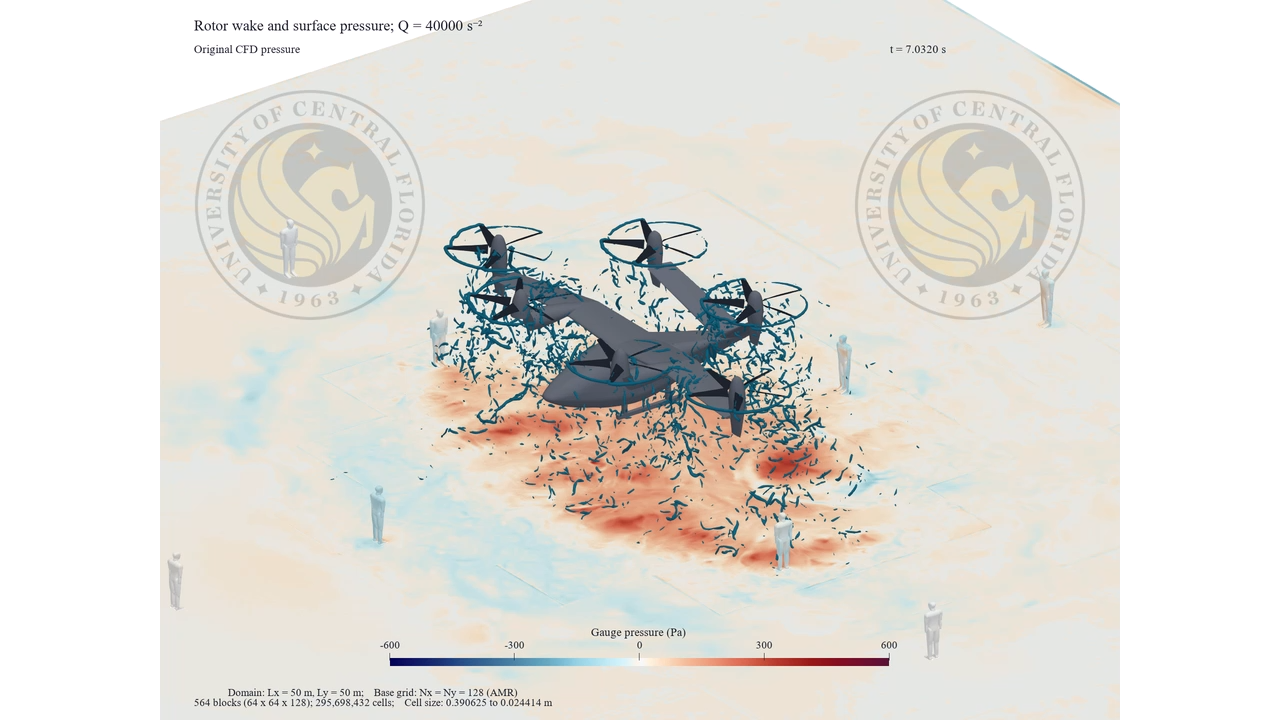 Rotor wake and surface pressure; Q = 40000 s⁻²
Original CFD pressure
t = 7.0320 s
UNIVERSITY OF CENTRAL FLORIDA
1963
UNIVERSITY OF CENTRAL FLORIDA
1963
Gauge pressure (Pa)
-600 -300 0 300 600
Domain: Lx = 50 m, Ly = 50 m; Base grid: Nx = Ny = 128 (AMR)
564 blocks (64 x 64 x 128); 295,698,432 cells; Cell size: 0.390625 to 0.024414 m